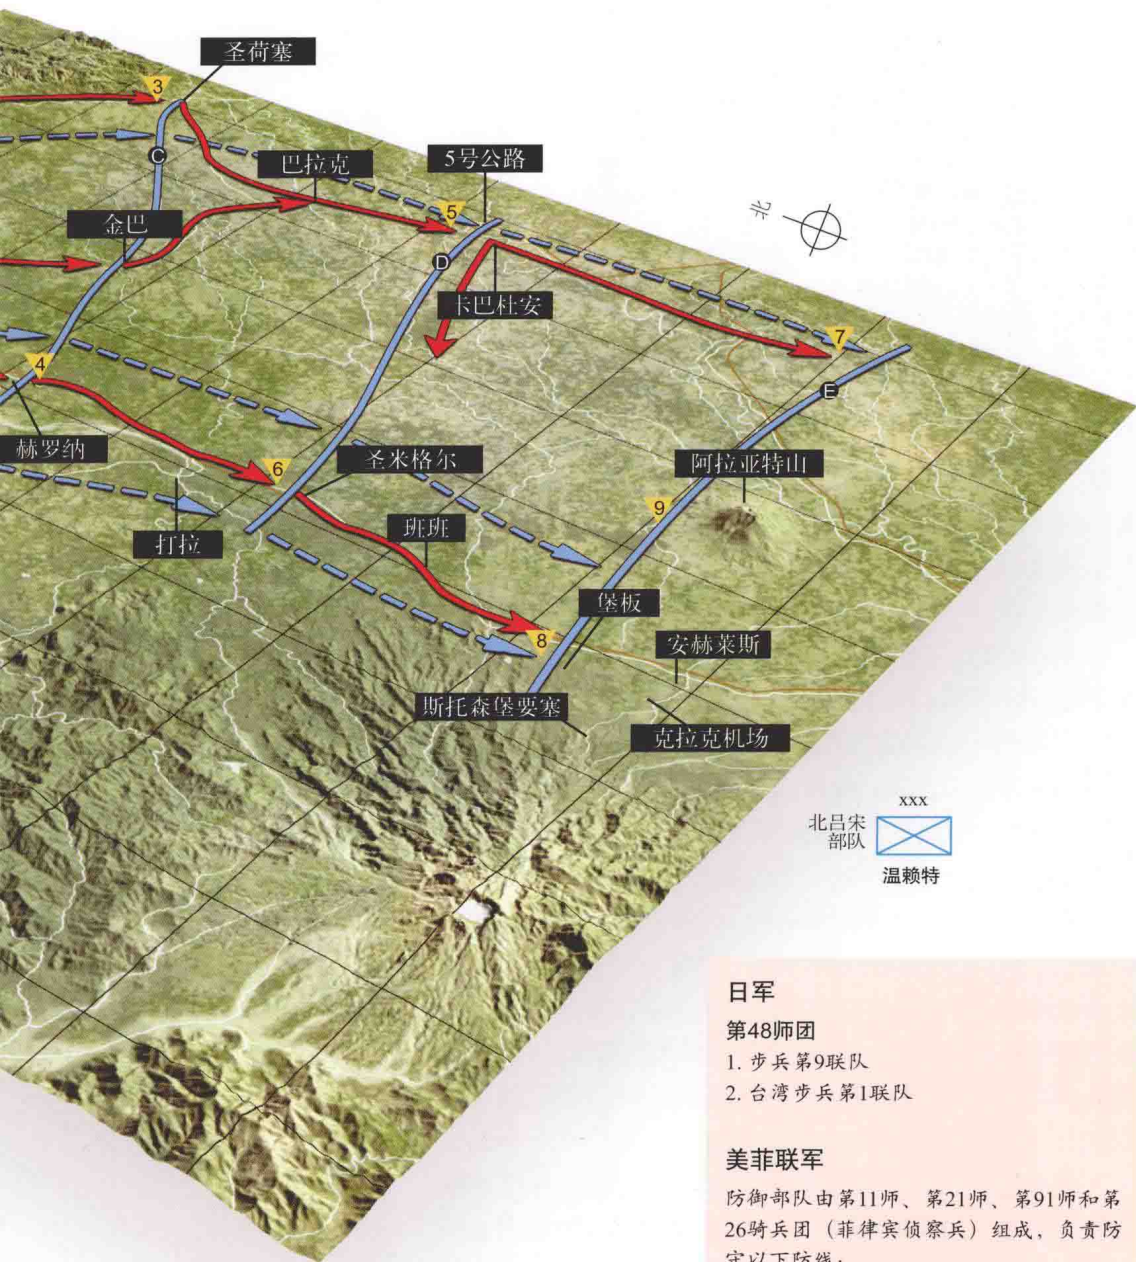 圣荷塞
3
C
巴拉克
5号公路
金巴
5
D
北
卡巴杜安
7
4
E
赫罗纳
6
圣米格尔
阿拉亚特山
9
打拉
班班
堡板
8
安赫莱斯
斯托森堡要塞
克拉克机场
XXX
北吕宋
部队
温赖特
日军
第48师团
1. 步兵第9联队
2. 台湾步兵第1联队
美菲联军
防御部队由第11师、第21师、第91师和第
26骑兵团（菲律宾侦察兵）组成，负责防
守以下防线：